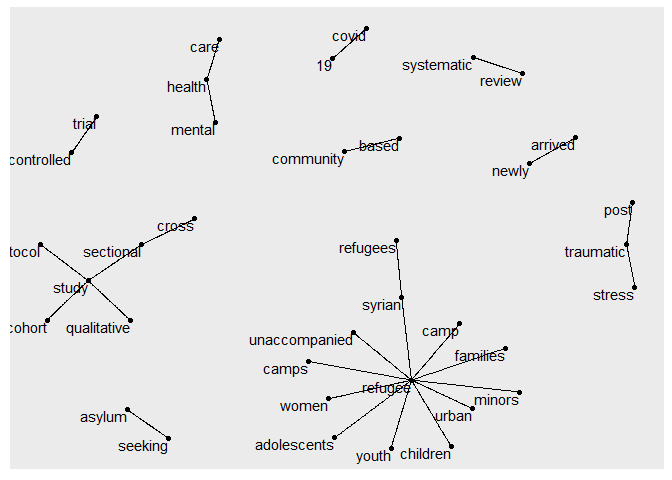 care
covid
19
systematic
review
health
mental
trial
controlled
community
based
arrived
newly
post
traumatic
stress
cross
sectional
tocol
study
cohort
qualitative
refugees
syrian
camp
unaccompanied
families
camps
refugee
women
minors
urban
adolescents
youth
children
asylum
seeking